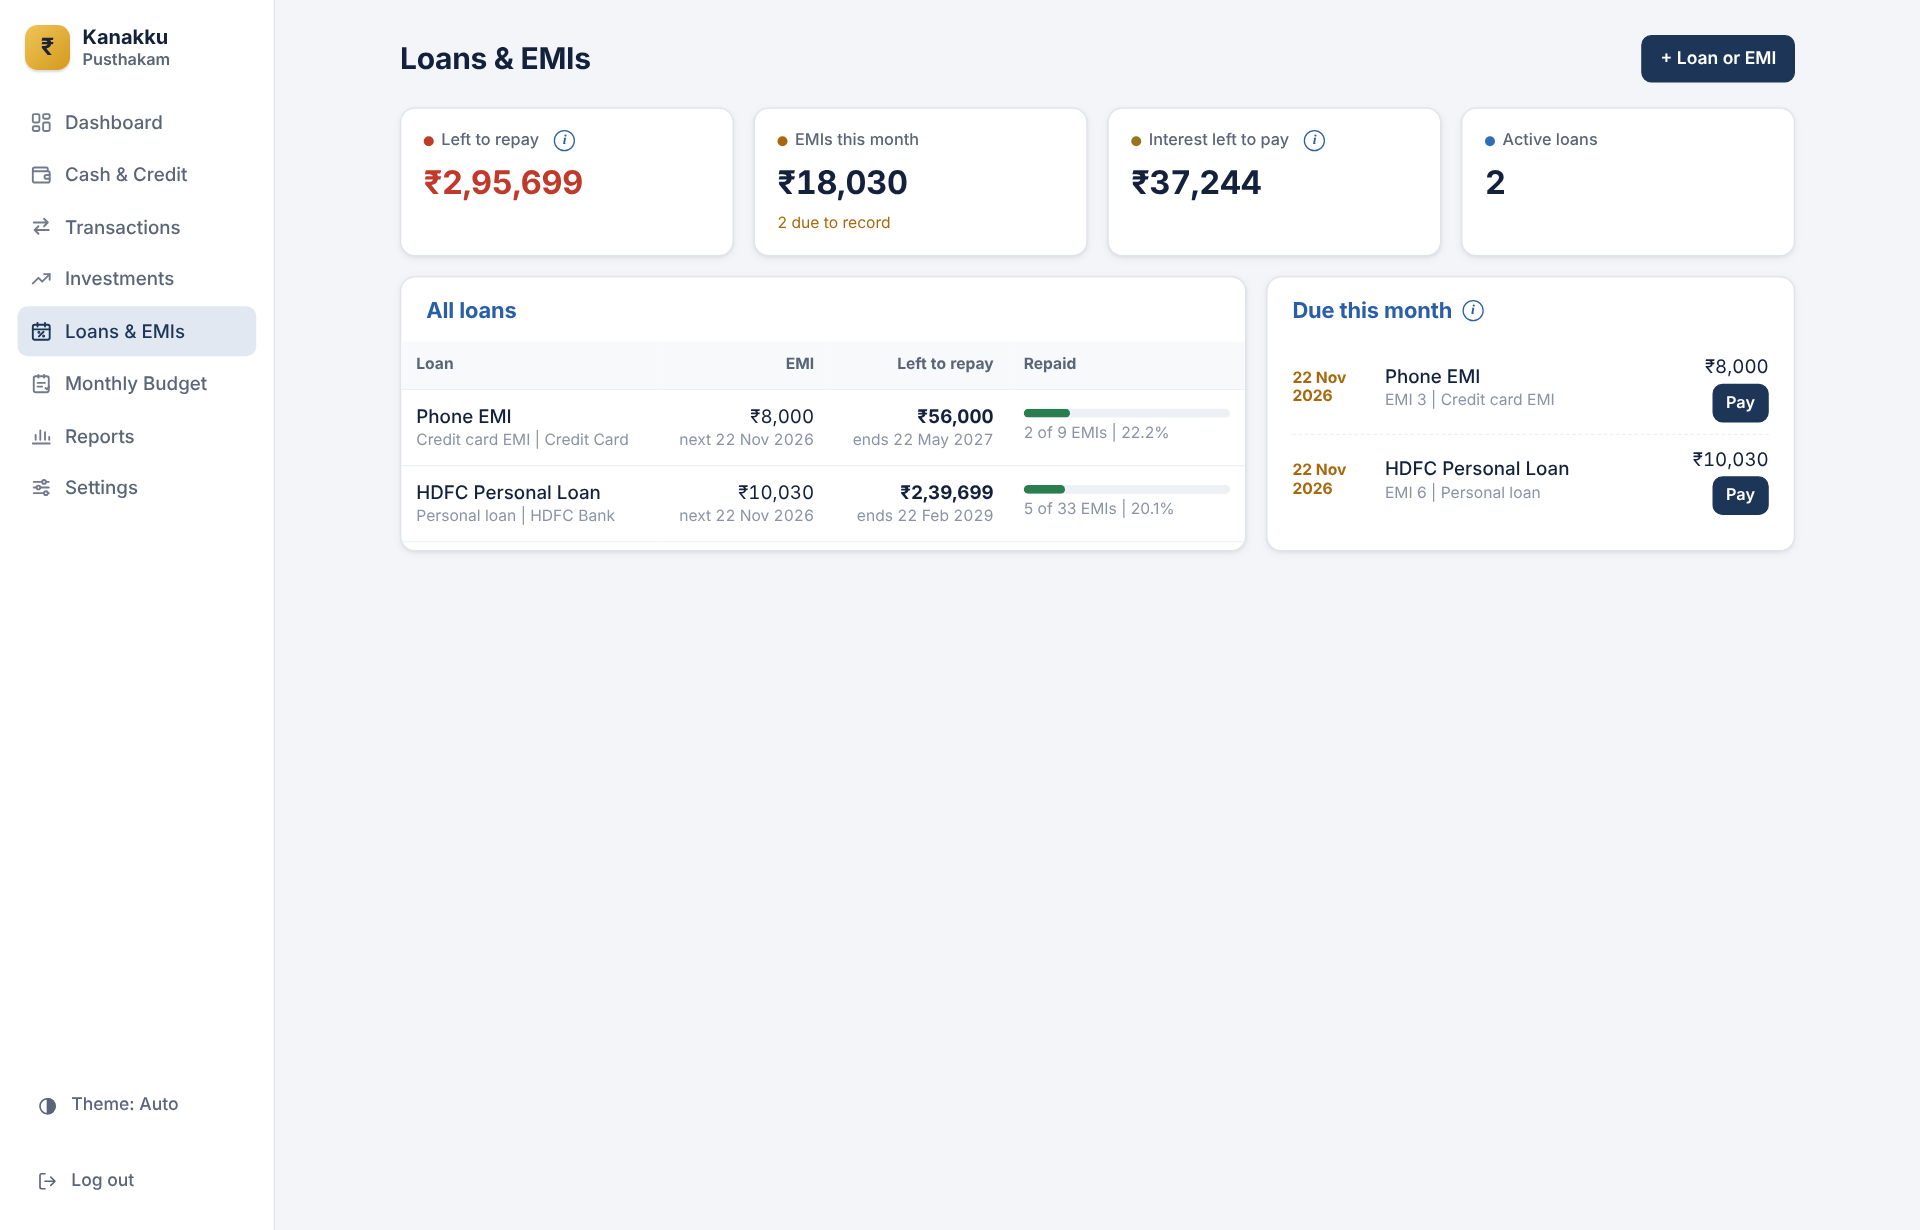 ₹
Kanakku
Pusthakam
Dashboard
Cash & Credit
Transactions
Investments
Loans & EMIs
Monthly Budget
Reports
Settings
Theme: Auto
Log out
Loans & EMIs
+ Loan or EMI
Left to repay i
₹2,95,699
EMIs this month
₹18,030
2 due to record
Interest left to pay i
₹37,244
Active loans
2
All loans
Loan EMI Left to repay Repaid
Phone EMI ₹8,000 ₹56,000
Credit card EMI | Credit Card next 22 Nov 2026 ends 22 May 2027 2 of 9 EMIs | 22.2%
HDFC Personal Loan ₹10,030 ₹2,39,699
Personal loan | HDFC Bank next 22 Nov 2026 ends 22 Feb 2029 5 of 33 EMIs | 20.1%
Due this month i
22 Nov 2026
Phone EMI
EMI 3 | Credit card EMI
₹8,000
Pay
22 Nov 2026
HDFC Personal Loan
EMI 6 | Personal loan
₹10,030
Pay